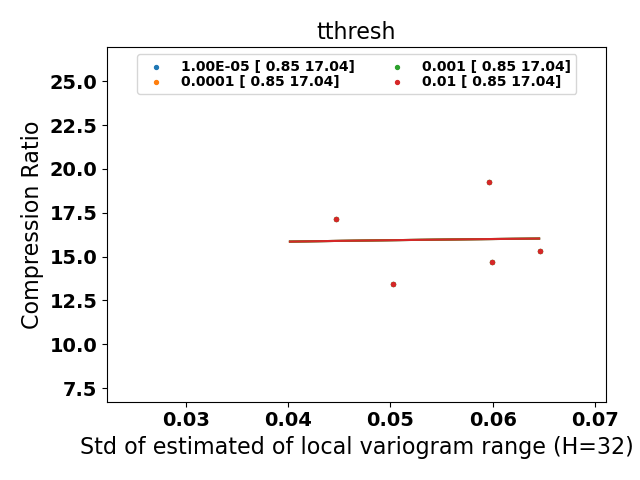 tthresh
1.00E-05 [ 0.85 17.04]
0.0001 [ 0.85 17.04]
0.001 [ 0.85 17.04]
0.01 [ 0.85 17.04]
Compression Ratio
25.0
22.5
20.0
17.5
15.0
12.5
10.0
7.5
0.03 0.04 0.05 0.06 0.07
Std of estimated of local variogram range (H=32)